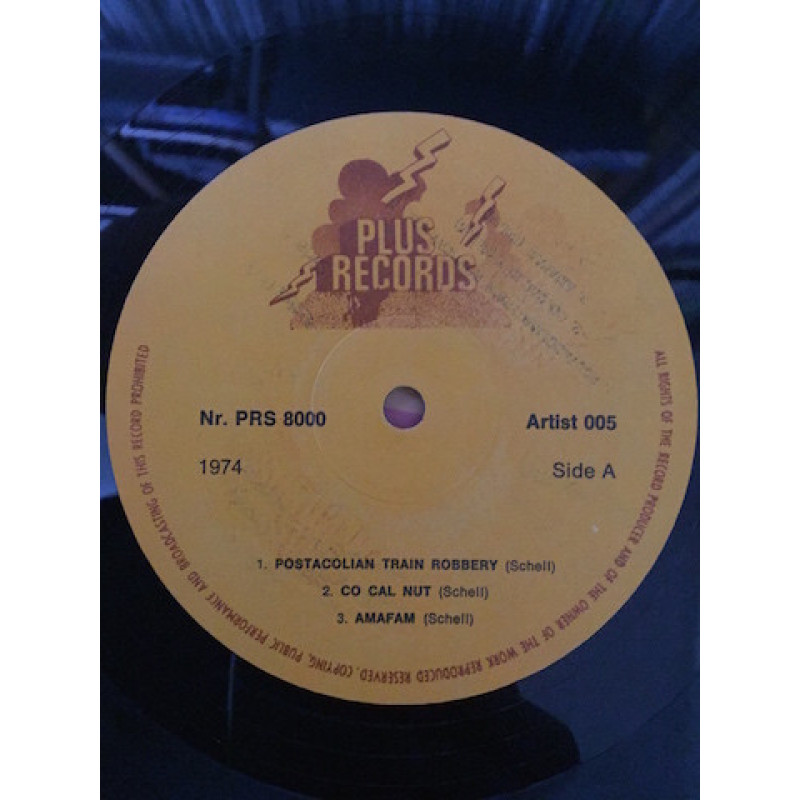 PLUS
RECORDS
Nr. PRS 8000
Artist 005
1974
Side A
1. POSTACOLIAN TRAIN ROBBERY (Schell)
2. CO CAL NUT (Schell)
3. AMAFAM (Schell)
ALL RIGHTS OF THE RECORD PRODUCER AND OF THE OWNER OF THE WORK REPRODUCED RESERVED. COPYING, PUBLIC PERFORMANCE AND BROADCASTING OF THIS RECORD PROHIBITED